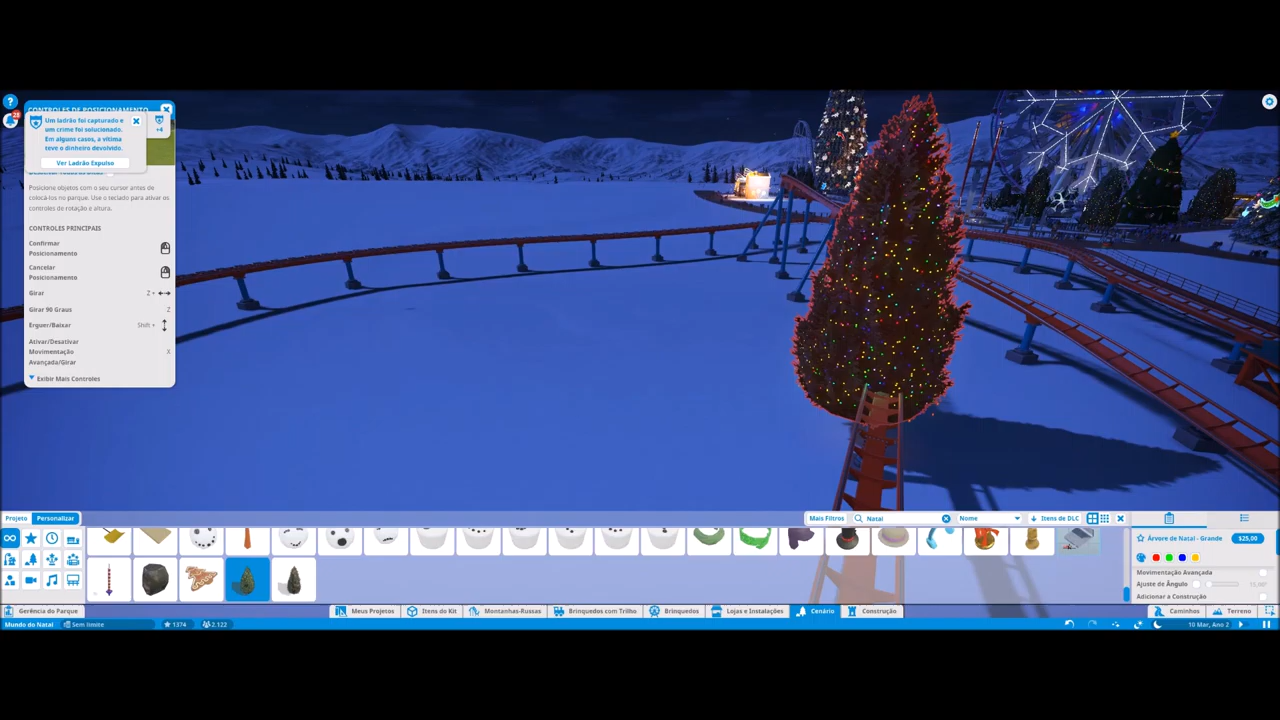 CONTROLES DE POSICIONAMENTO
28
Um ladrão foi capturado e
um crime foi solucionado.
Em alguns casos, a vítima
teve o dinheiro devolvido.
+4
Ver Ladrão Expulso
Posicione objetos com o seu cursor antes de
colocá-los no parque. Use o teclado para ativar os
controles de rotação e altura.
CONTROLES PRINCIPAIS
Confirmar
Posicionamento
Cancelar
Posicionamento
Girar Z +
Girar 90 Graus Z
Erguer/Baixar Shift +
Ativar/Desativar
Movimentação X
Avançada/Girar
Exibir Mais Controles
Projeto Personalizar Mais Filtros Natal Nome Itens de DLC
Árvore de Natal - Grande $25,00
Movimentação Avançada
Ajuste de Ângulo
Adicionar a Construção
Gerência do Parque Meus Projetos Itens do Kit Montanhas-Russas Brinquedos com Trilho Brinquedos Lojas e Instalações Cenário Construção Caminhos Terreno
Mundo do Natal Sem limite 1374 2.122 10 Mar, Ano 2